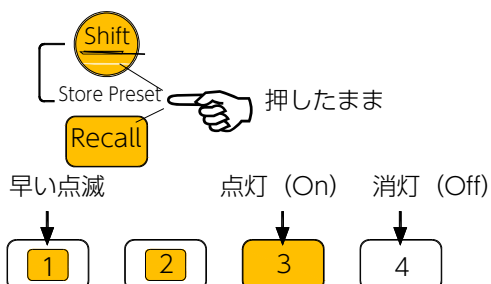 Shift
Store Preset
押したまま
Recall
早い点滅 点灯（On） 消灯（Off）
1 2 3 4